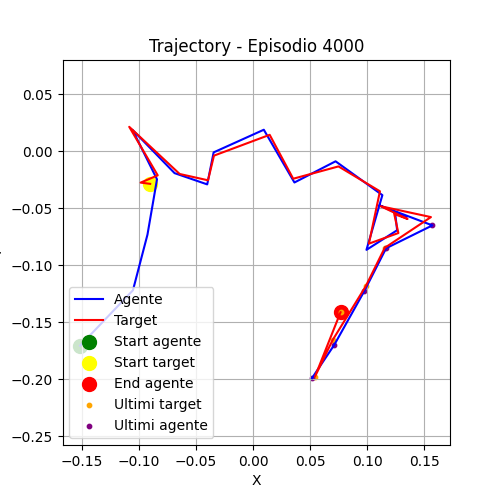 Trajectory - Episodio 4000
0.05
0.00
−0.05
−0.10
−0.15
−0.20
−0.25
Agente
Target
Start agente
Start target
End agente
Ultimi target
Ultimi agente
−0.15 −0.10 −0.05 0.00 0.05 0.10 0.15
X